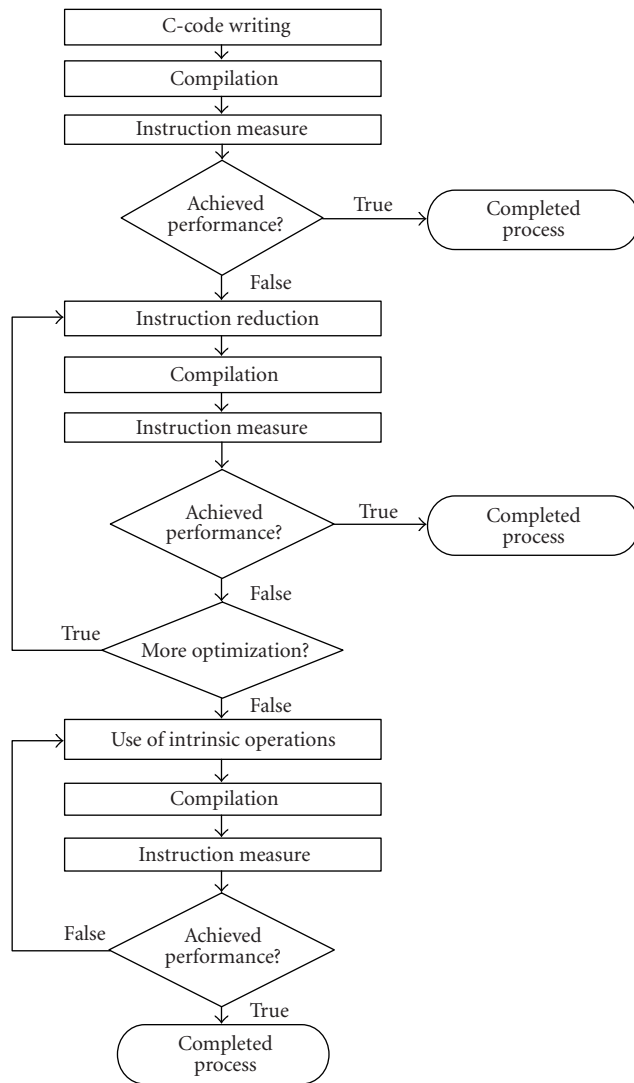 C-code writing
Compilation
Instruction measure
Achieved
performance?
True
Completed
process
False
Instruction reduction
Compilation
Instruction measure
Achieved
performance?
True
Completed
process
False
True
More optimization?
False
Use of intrinsic operations
Compilation
Instruction measure
False
Achieved
performance?
True
Completed
process